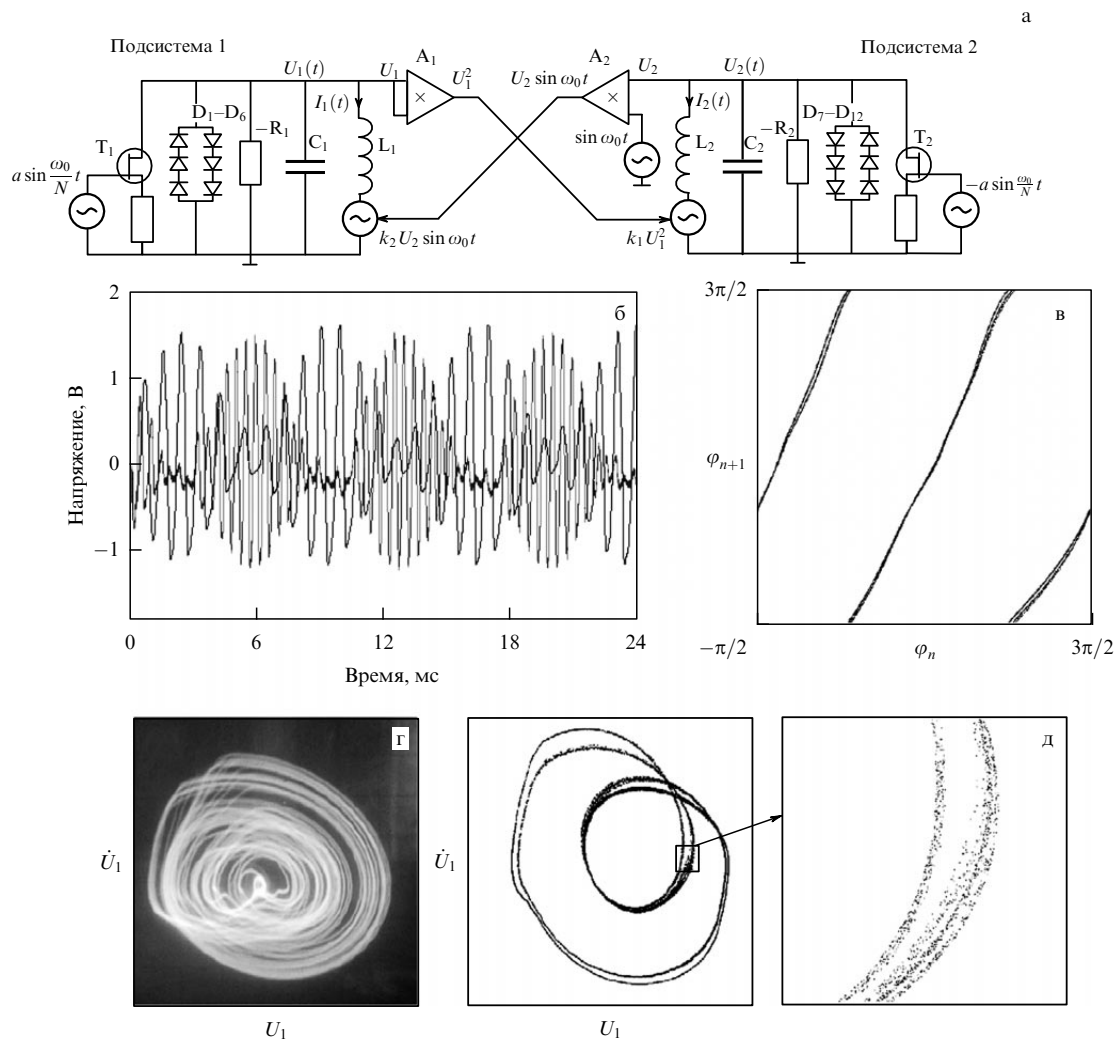 а
Подсистема 1
Подсистема 2
U₁(t)
U₁
A₁
U₁²
U₂ sin ω₀t
A₂
U₂
U₂(t)
I₁(t)
I₂(t)
D₁–D₆
D₇–D₁₂
−R₁
C₁
L₁
sin ω₀t
L₂
C₂
−R₂
T₁
T₂
a sin ω₀/N t
−a sin ω₀/N t
k₂U₂ sin ω₀t
k₁U₁²
2
1
0
−1
Напряжение, В
б
0
6
12
18
24
Время, мс
3π/2
в
φₙ₊₁
−π/2
φₙ
3π/2
г
U̇₁
U₁
U̇₁
U₁
д